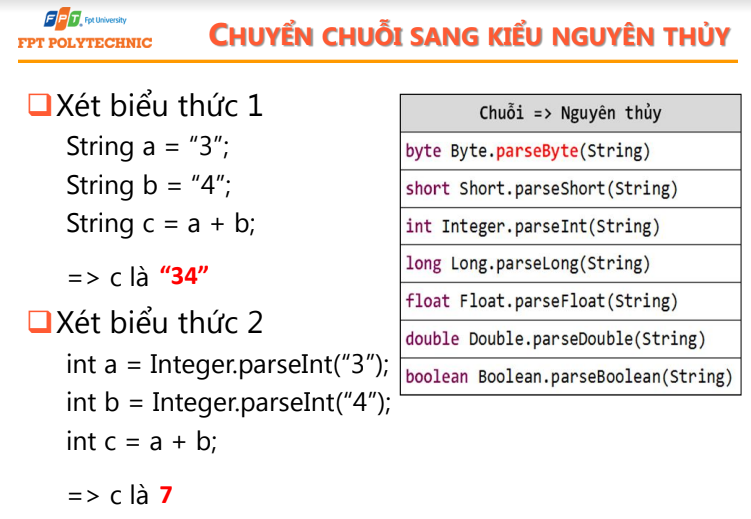 FPT Fpt University
FPT POLYTECHNIC
CHUYỂN CHUỖI SANG KIỂU NGUYÊN THỦY
Xét biểu thức 1
String a = “3”;
String b = “4”;
String c = a + b;
=> c là “34”
Xét biểu thức 2
int a = Integer.parseInt(“3”);
int b = Integer.parseInt(“4”);
int c = a + b;
=> c là 7
Chuỗi => Nguyên thủy
byte Byte.parseByte(String)
short Short.parseShort(String)
int Integer.parseInt(String)
long Long.parseLong(String)
float Float.parseFloat(String)
double Double.parseDouble(String)
boolean Boolean.parseBoolean(String)